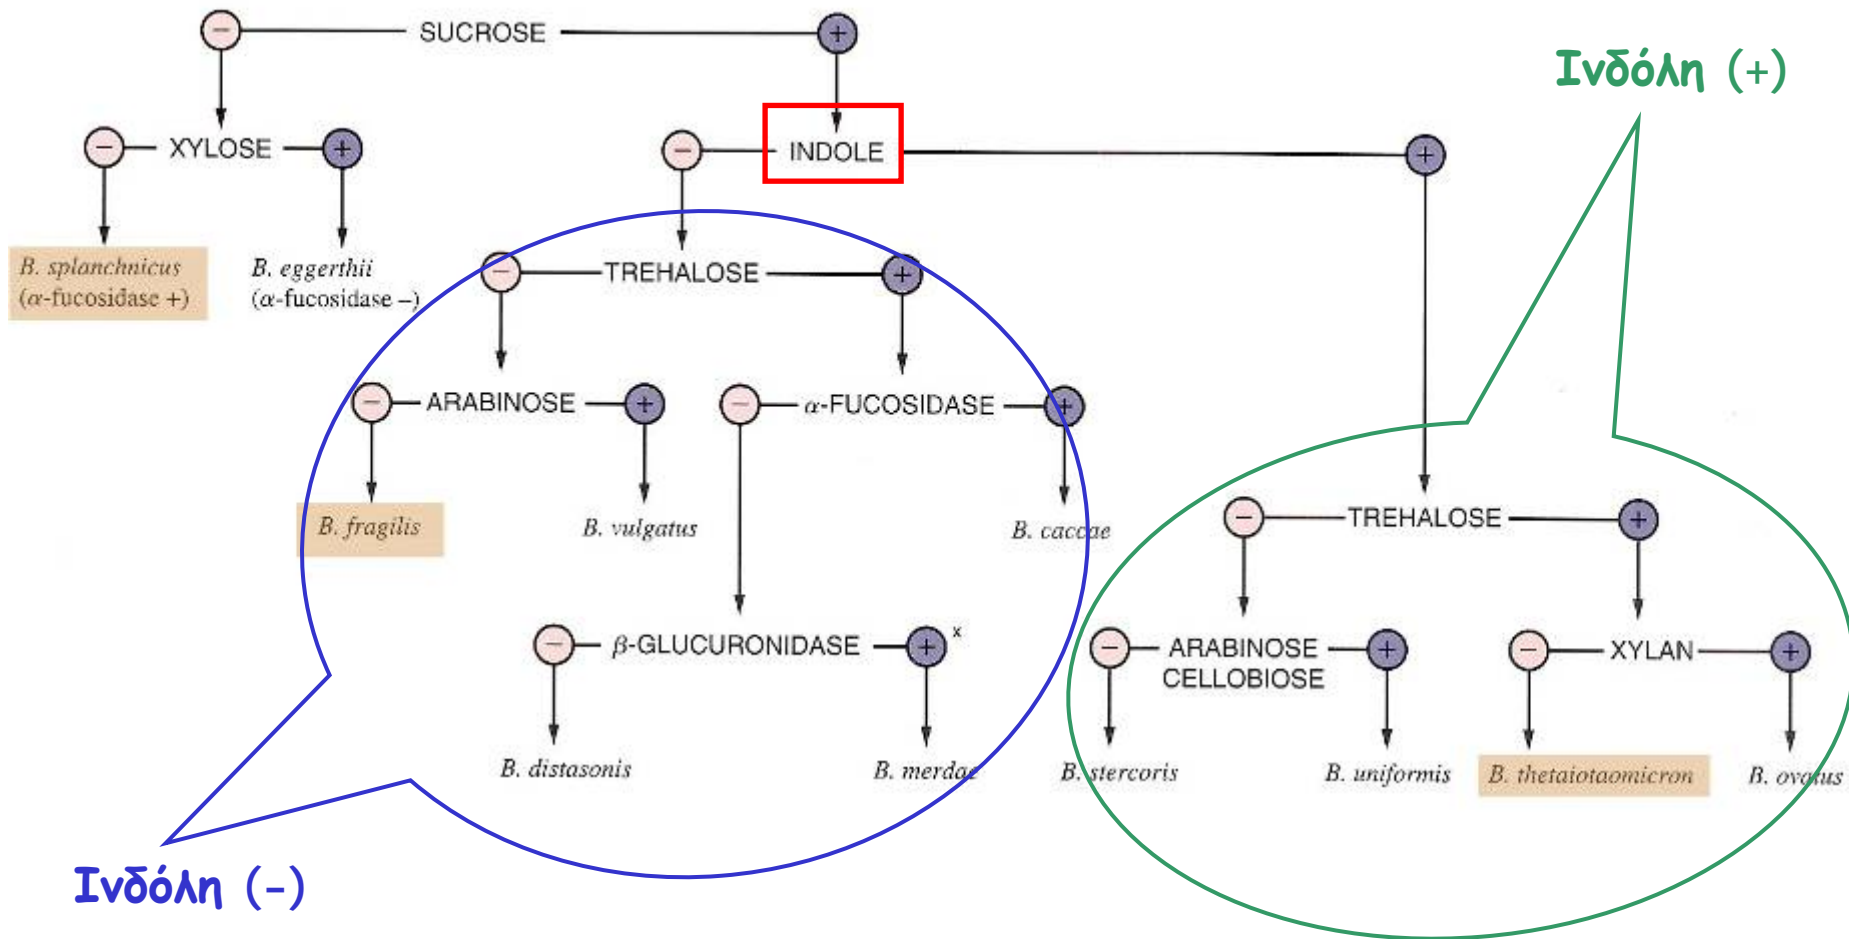 − SUCROSE +
Ινδόλη (+)
− XYLOSE +
− INDOLE +
B. splanchnicus
(α-fucosidase +)
B. eggerthii
(α-fucosidase −)
− TREHALOSE +
− ARABINOSE +
− α-FUCOSIDASE +
B. fragilis
B. vulgatus
B. caccae
− TREHALOSE +
− β-GLUCURONIDASE + x
− ARABINOSE +
CELLOBIOSE
− XYLAN +
B. distasonis
B. merdae
B. stercoris
B. uniformis
B. thetaiotaomicron
B. ovatus
Ινδόλη (-)